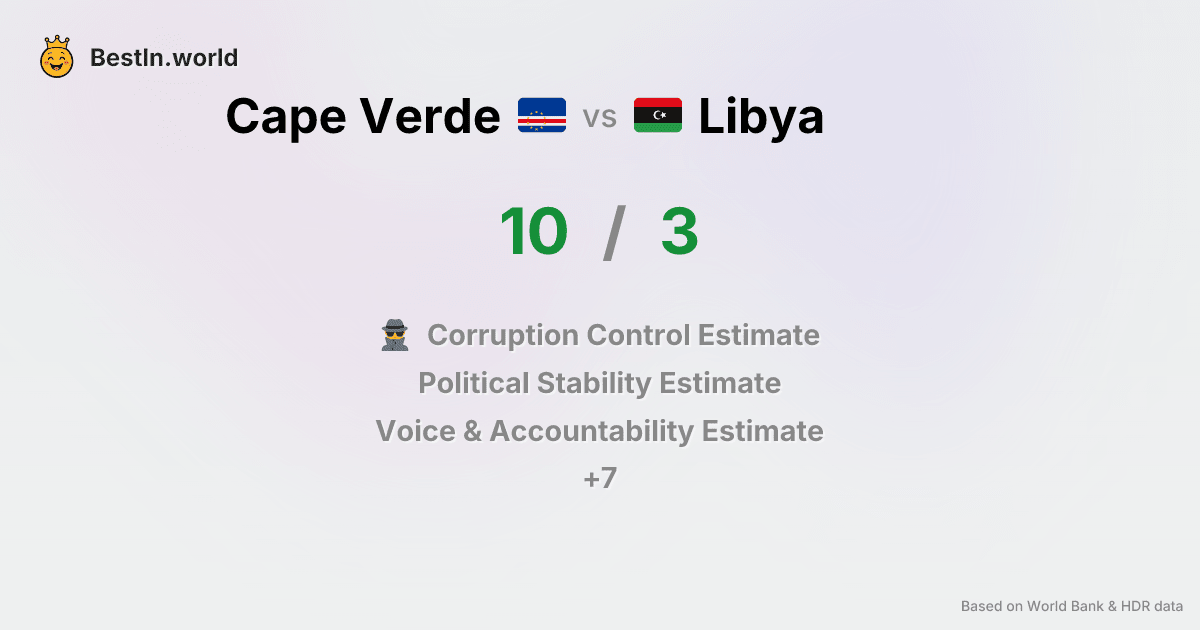 BestIn.world
Cape Verde vs Libya
10 / 3
Corruption Control Estimate
Political Stability Estimate
Voice & Accountability Estimate
+7
Based on World Bank & HDR data